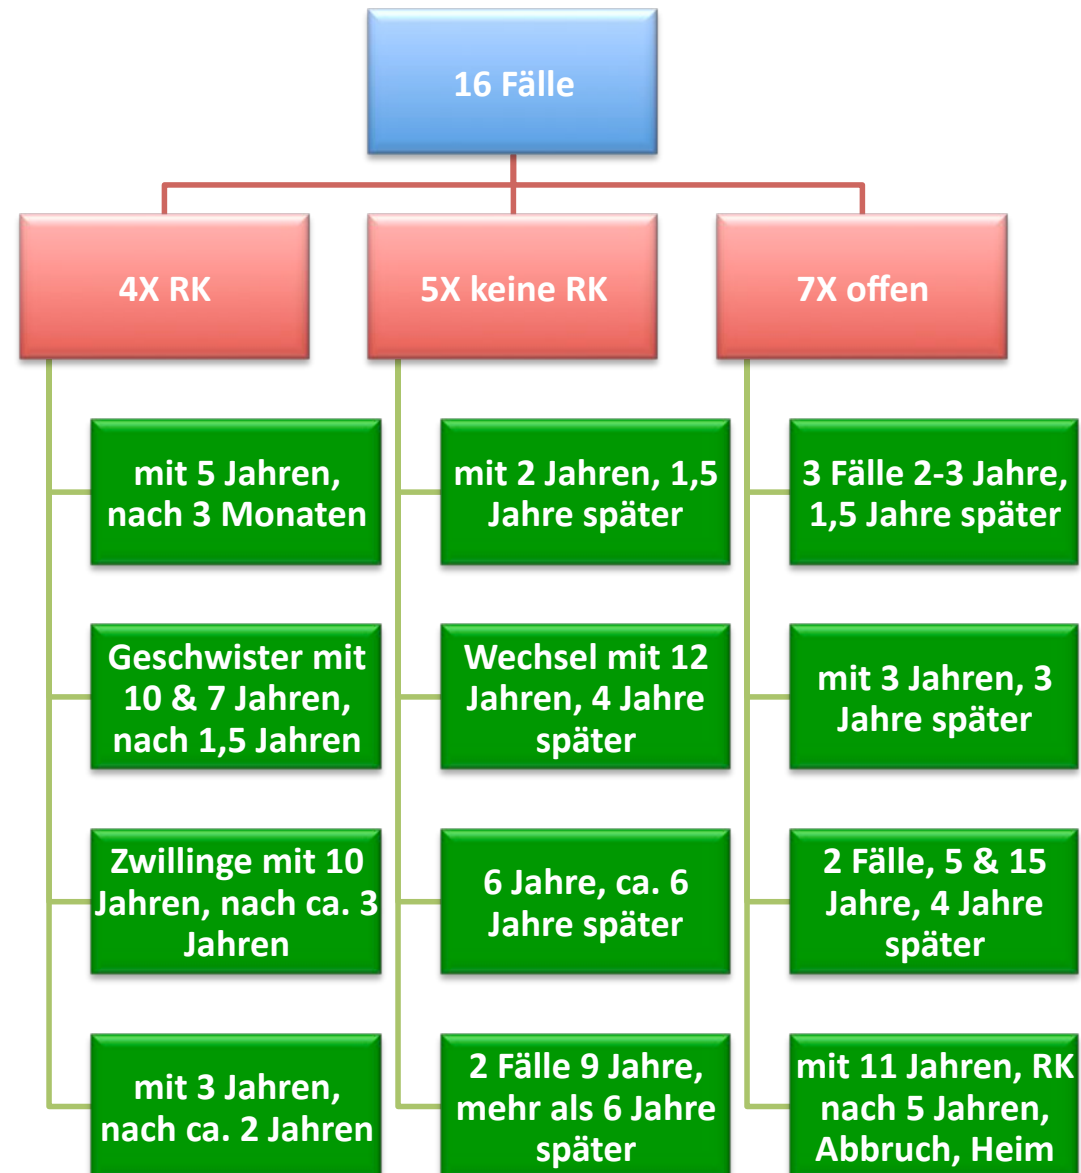 16 Fälle
4X RK
5X keine RK
7X offen
mit 5 Jahren,
nach 3 Monaten
Geschwister mit
10 & 7 Jahren,
nach 1,5 Jahren
Zwillinge mit 10
Jahren, nach ca. 3
Jahren
mit 3 Jahren,
nach ca. 2 Jahren
mit 2 Jahren, 1,5
Jahre später
Wechsel mit 12
Jahren, 4 Jahre
später
6 Jahre, ca. 6
Jahre später
2 Fälle 9 Jahre,
mehr als 6 Jahre
später
3 Fälle 2-3 Jahre,
1,5 Jahre später
mit 3 Jahren, 3
Jahre später
2 Fälle, 5 & 15
Jahre, 4 Jahre
später
mit 11 Jahren, RK
nach 5 Jahren,
Abbruch, Heim